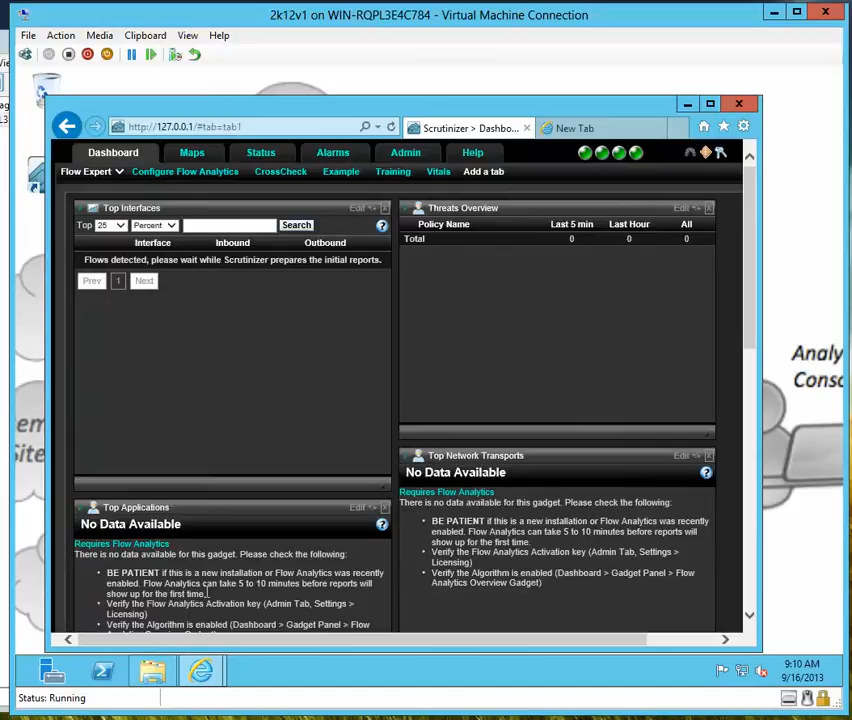 2k12v1 on WIN-RQPL3E4C784 - Virtual Machine Connection
File Action Media Clipboard View Help
http://127.0.0.1/#tab=tab1
Scrutinizer > Dashbo...
New Tab
Dashboard Maps Status Alarms Admin Help
Flow Expert Configure Flow Analytics CrossCheck Example Training Vitals Add a tab
Top Interfaces Edit
Top 25 Percent Search
Interface Inbound Outbound
Flows detected, please wait while Scrutinizer prepares the initial reports.
Prev 1 Next
Threats Overview Edit
Policy Name Last 5 min Last Hour All
Total 0 0 0
Top Applications Edit
No Data Available
Requires Flow Analytics
There is no data available for this gadget. Please check the following:
• BE PATIENT if this is a new installation or Flow Analytics was recently
enabled. Flow Analytics can take 5 to 10 minutes before reports will
show up for the first time.
• Verify the Flow Analytics Activation key (Admin Tab, Settings >
Licensing)
• Verify the Algorithm is enabled (Dashboard > Gadget Panel > Flow
Top Network Transports Edit
No Data Available
Requires Flow Analytics
There is no data available for this gadget. Please check the following:
• BE PATIENT if this is a new installation or Flow Analytics was recently
enabled. Flow Analytics can take 5 to 10 minutes before reports will
show up for the first time.
• Verify the Flow Analytics Activation key (Admin Tab, Settings >
Licensing)
• Verify the Algorithm is enabled (Dashboard > Gadget Panel > Flow
Analytics Overview Gadget)
Analy
Conso
em
Site
9:10 AM
9/16/2013
Status: Running